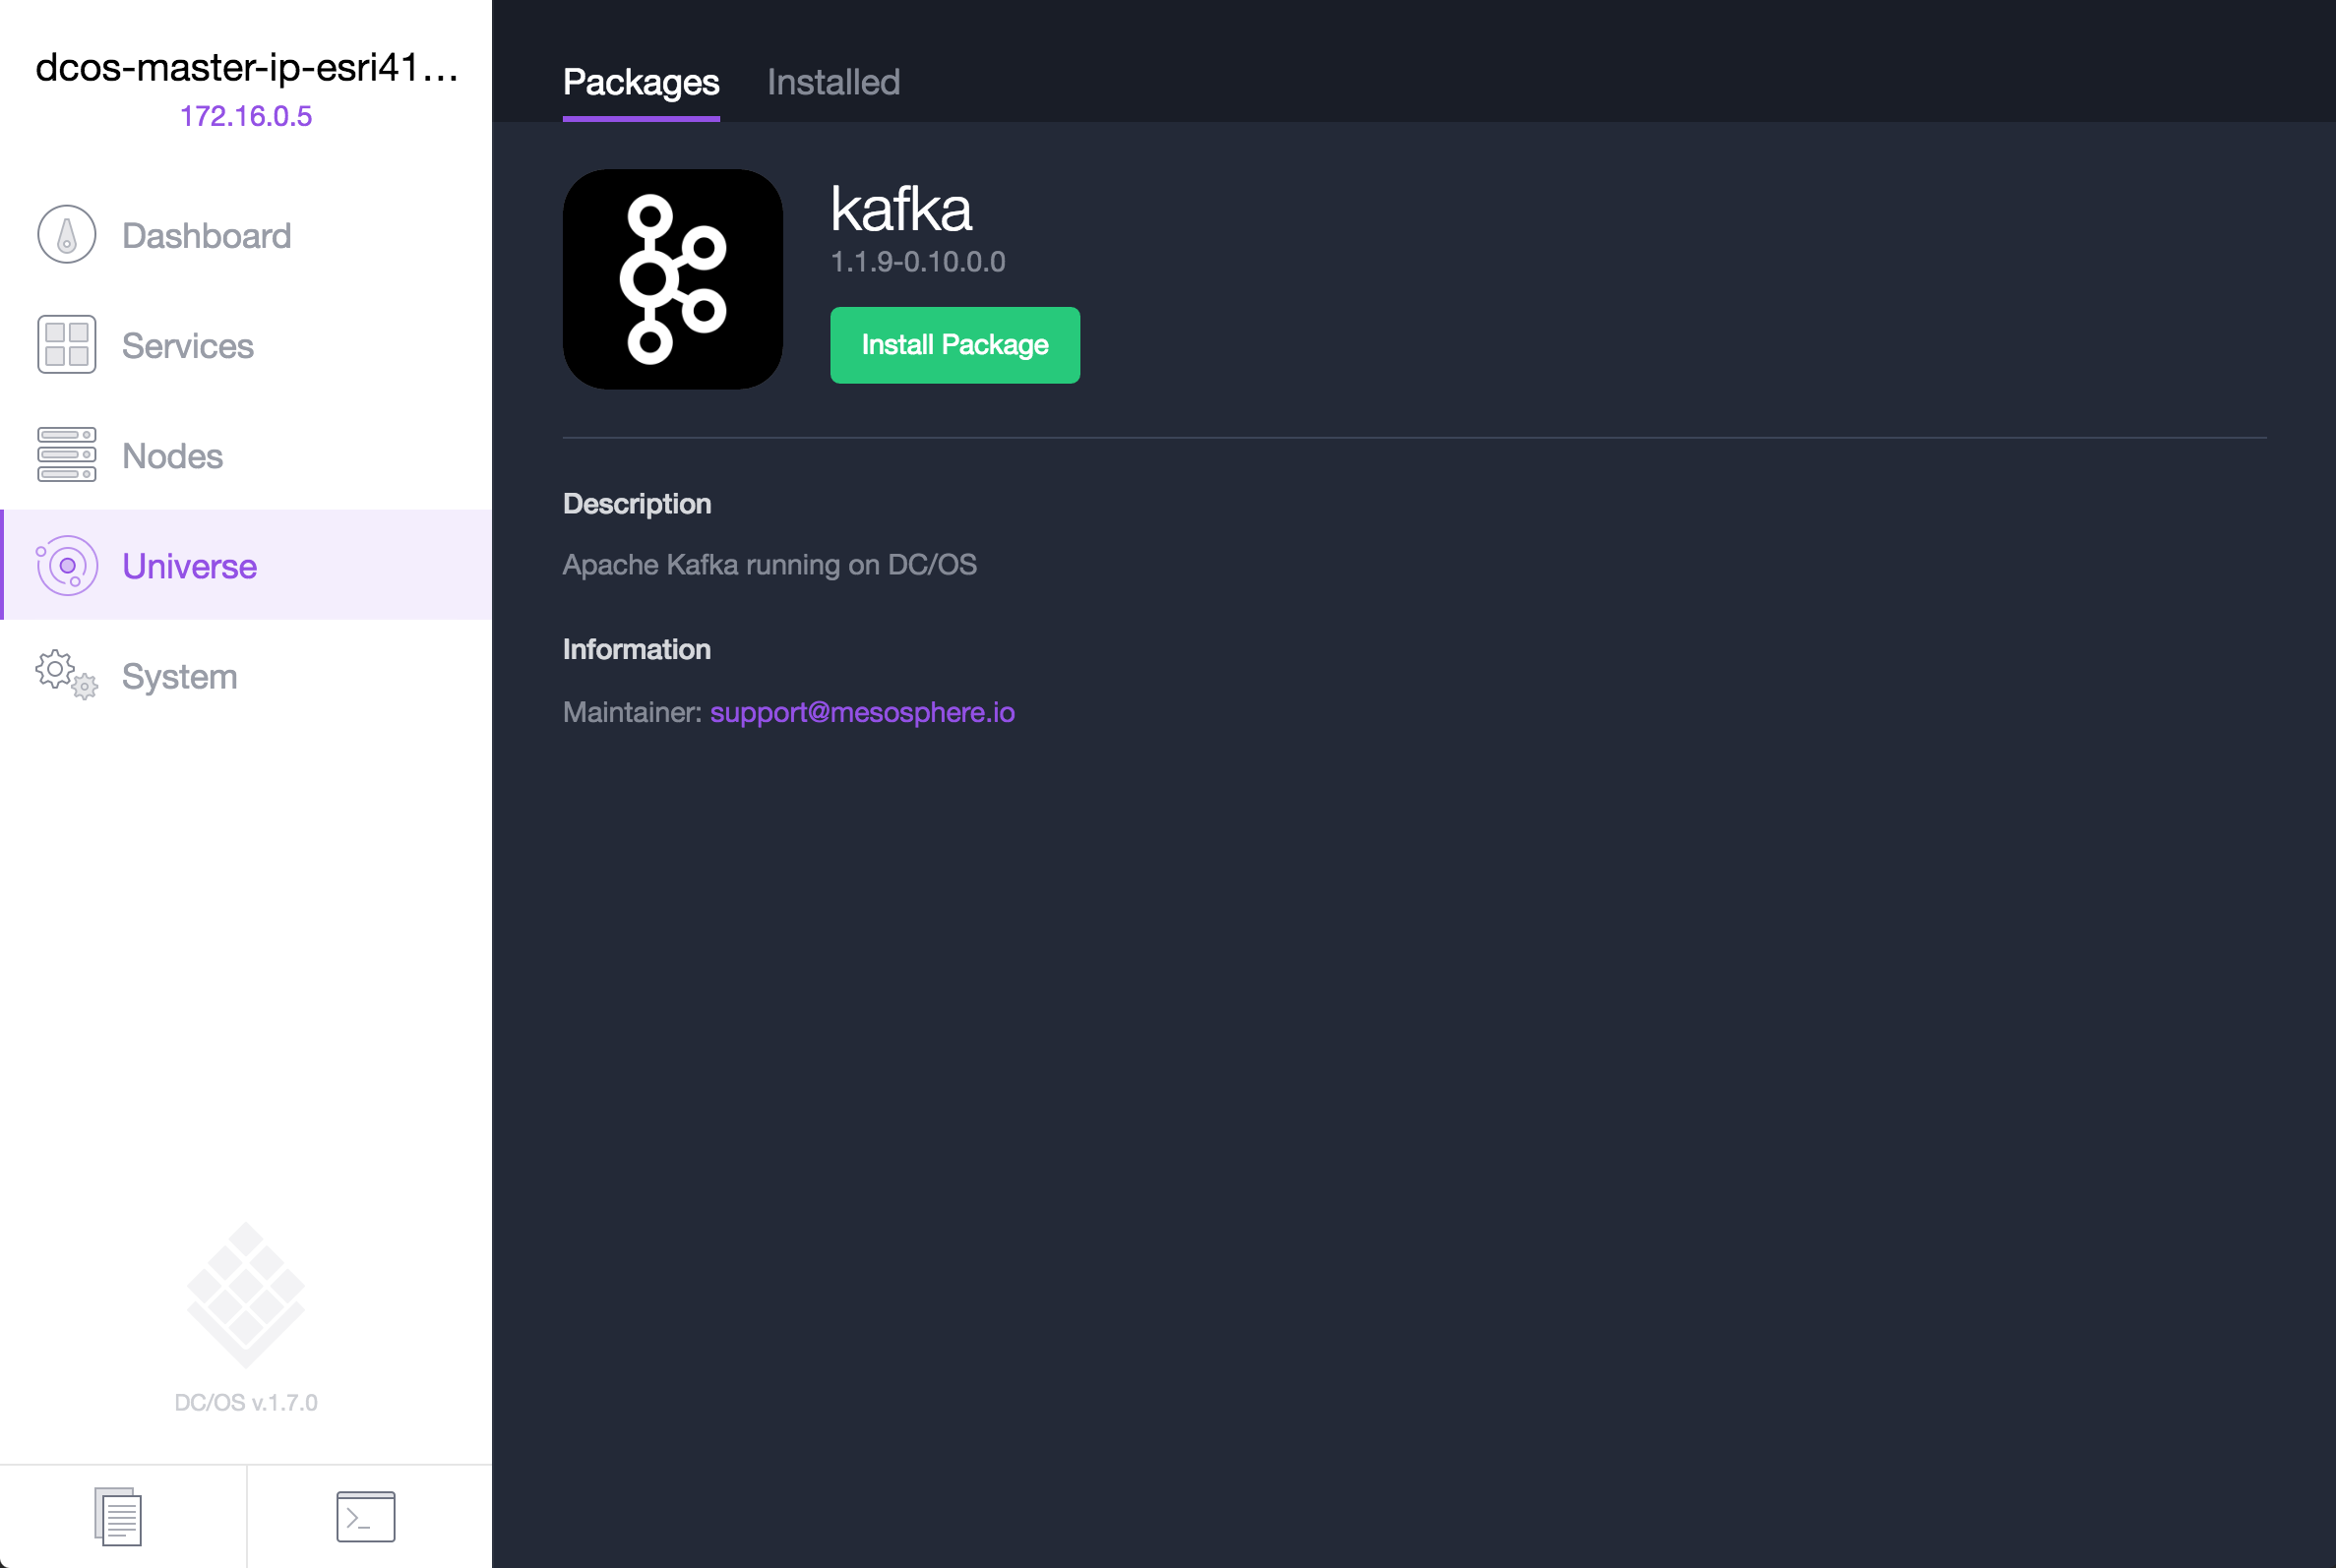 dcos-master-ip-esri41...
172.16.0.5
Dashboard
Services
Nodes
Universe
System
DC/OS v.1.7.0
Packages
Installed
kafka
1.1.9-0.10.0.0
Install Package
Description
Apache Kafka running on DC/OS
Information
Maintainer: support@mesosphere.io